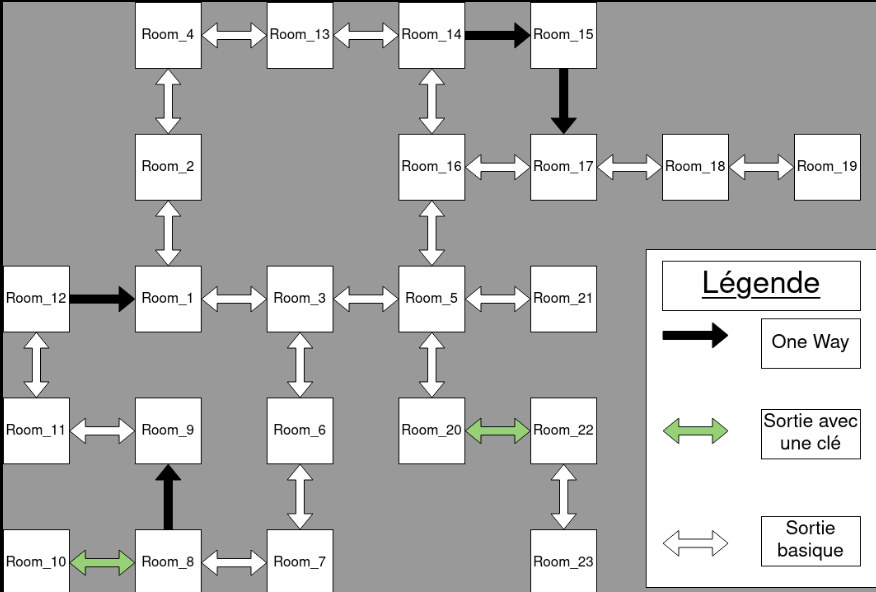 Room_4
Room_13
Room_14
Room_15
Room_2
Room_16
Room_17
Room_18
Room_19
Room_12
Room_1
Room_3
Room_5
Room_21
Légende
One Way
Room_11
Room_9
Room_6
Room_20
Room_22
Sortie avec
une clé
Room_10
Room_8
Room_7
Room_23
Sortie
basique